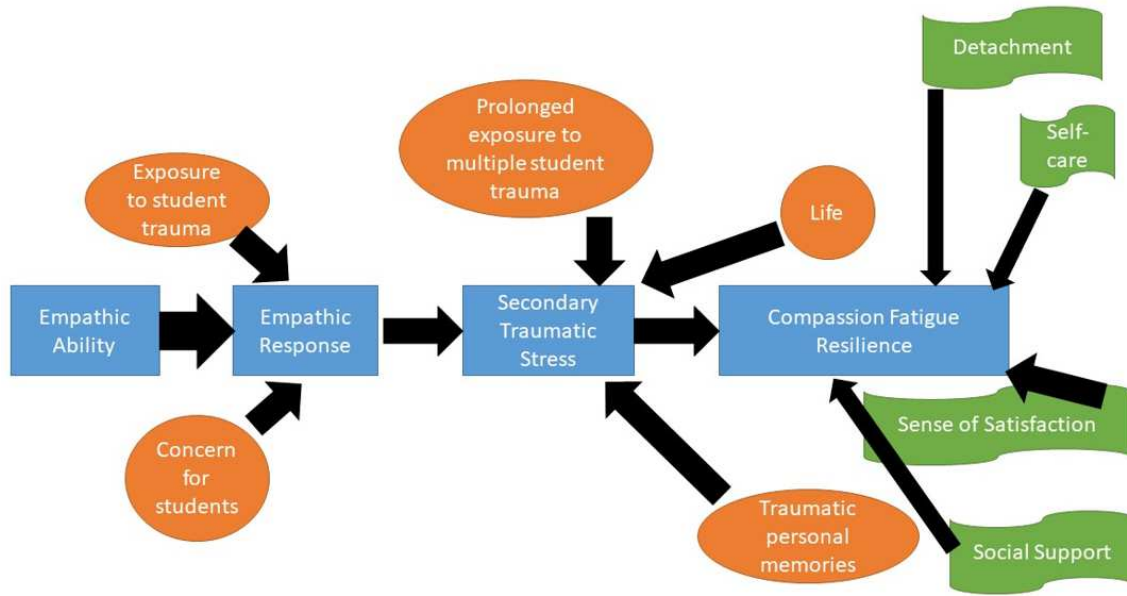 Detachment
Self-
care
Prolonged
exposure to
multiple student
trauma
Exposure
to student
trauma
Life
Empathic
Ability
Empathic
Response
Secondary
Traumatic
Stress
Compassion Fatigue
Resilience
Sense of Satisfaction
Concern
for
students
Traumatic
personal
memories
Social Support